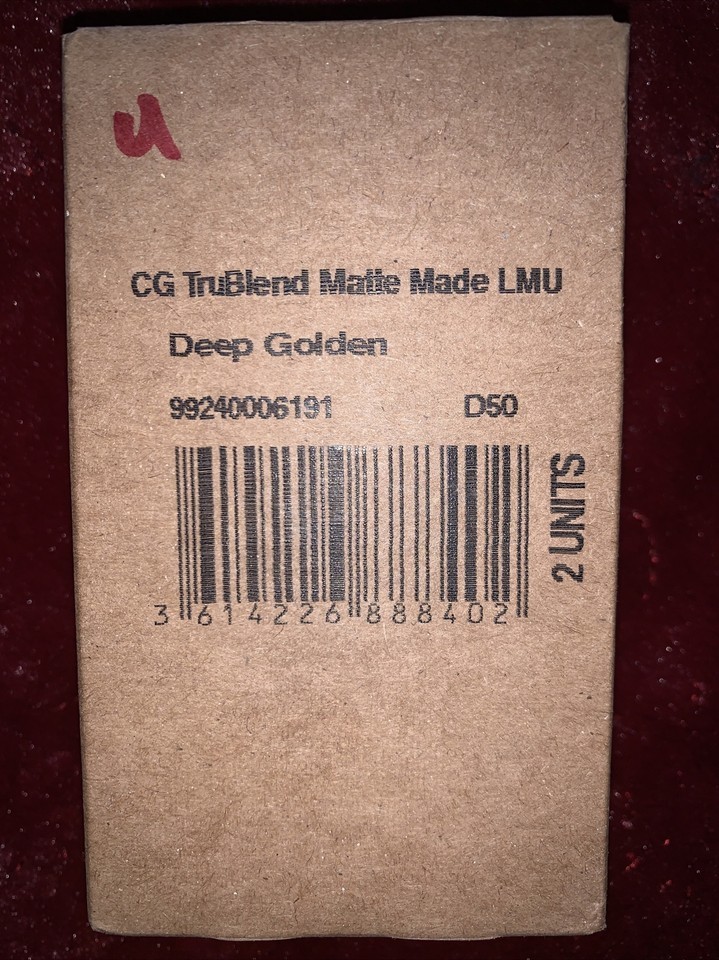 CG TruBlend Matte Made LMU
Deep Golden
99240006191 D50
3 614226 888402
2 UNITS